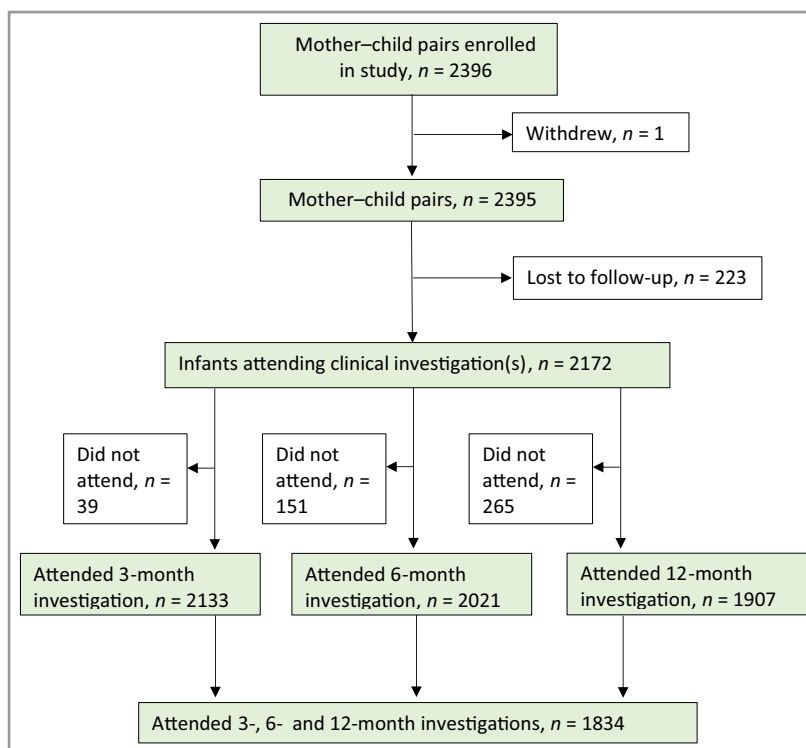 Mother–child pairs enrolled
in study, n = 2396
Withdrew, n = 1
Mother–child pairs, n = 2395
Lost to follow-up, n = 223
Infants attending clinical investigation(s), n = 2172
Did not
attend, n =
39
Did not
attend, n =
151
Did not
attend, n =
265
Attended 3-month
investigation, n = 2133
Attended 6-month
investigation, n = 2021
Attended 12-month
investigation, n = 1907
Attended 3-, 6- and 12-month investigations, n = 1834